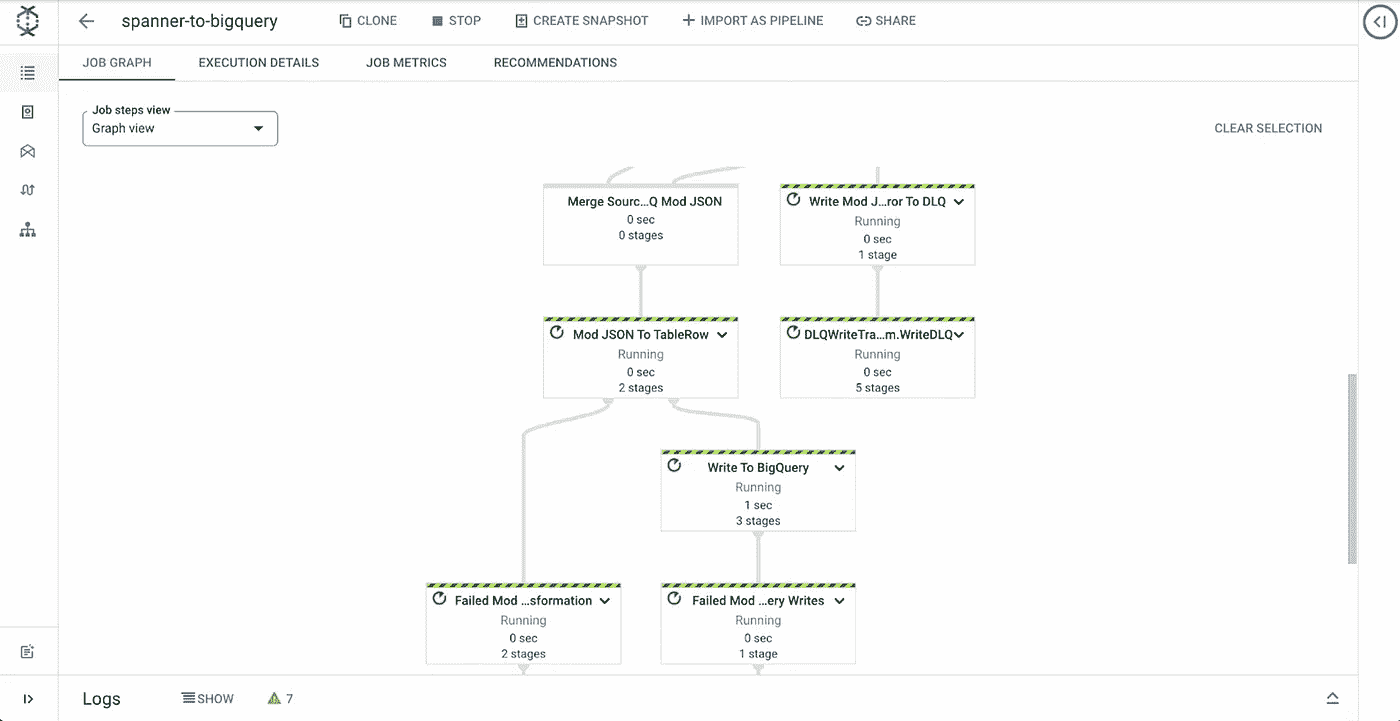 spanner-to-bigquery
CLONE
STOP
CREATE SNAPSHOT
IMPORT AS PIPELINE
SHARE
JOB GRAPH
EXECUTION DETAILS
JOB METRICS
RECOMMENDATIONS
Job steps view
Graph view
CLEAR SELECTION
Merge Sourc...Q Mod JSON
0 sec
0 stages
Write Mod J...ror To DLQ
Running
0 sec
1 stage
Mod JSON To TableRow
Running
0 sec
2 stages
DLQWriteTra...m.WriteDLQ
Running
0 sec
5 stages
Write To BigQuery
Running
1 sec
3 stages
Failed Mod ...sformation
Running
0 sec
2 stages
Failed Mod ...ery Writes
Running
0 sec
1 stage
Logs
SHOW
7